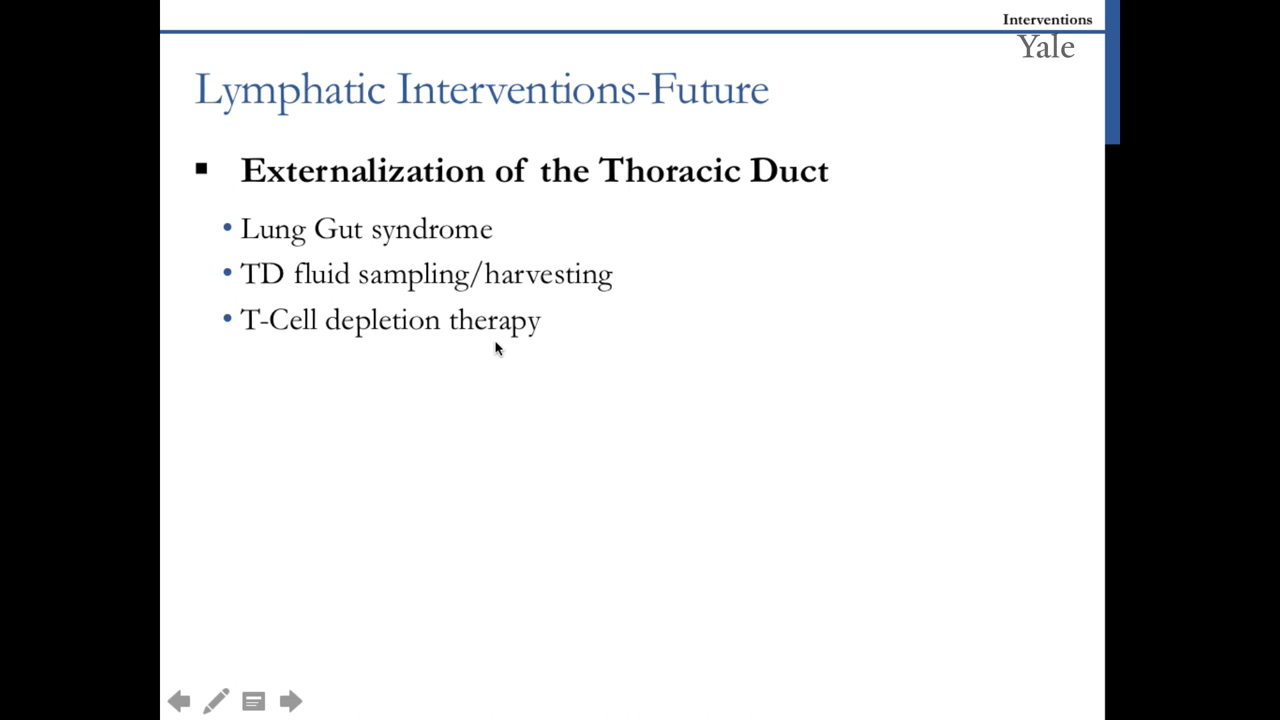 Interventions
Yale
Lymphatic Interventions-Future
▪ Externalization of the Thoracic Duct
• Lung Gut syndrome
• TD fluid sampling/harvesting
• T-Cell depletion therapy